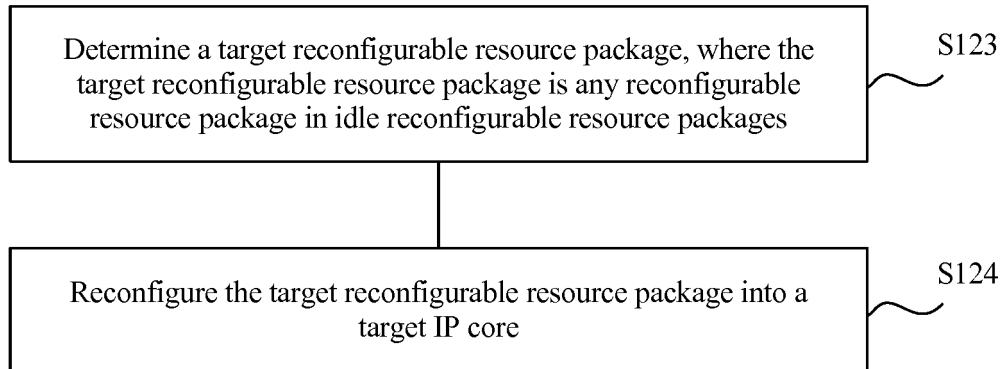 Determine a target reconfigurable resource package, where the
target reconfigurable resource package is any reconfigurable
resource package in idle reconfigurable resource packages
S123
Reconfigure the target reconfigurable resource package into a
target IP core
S124